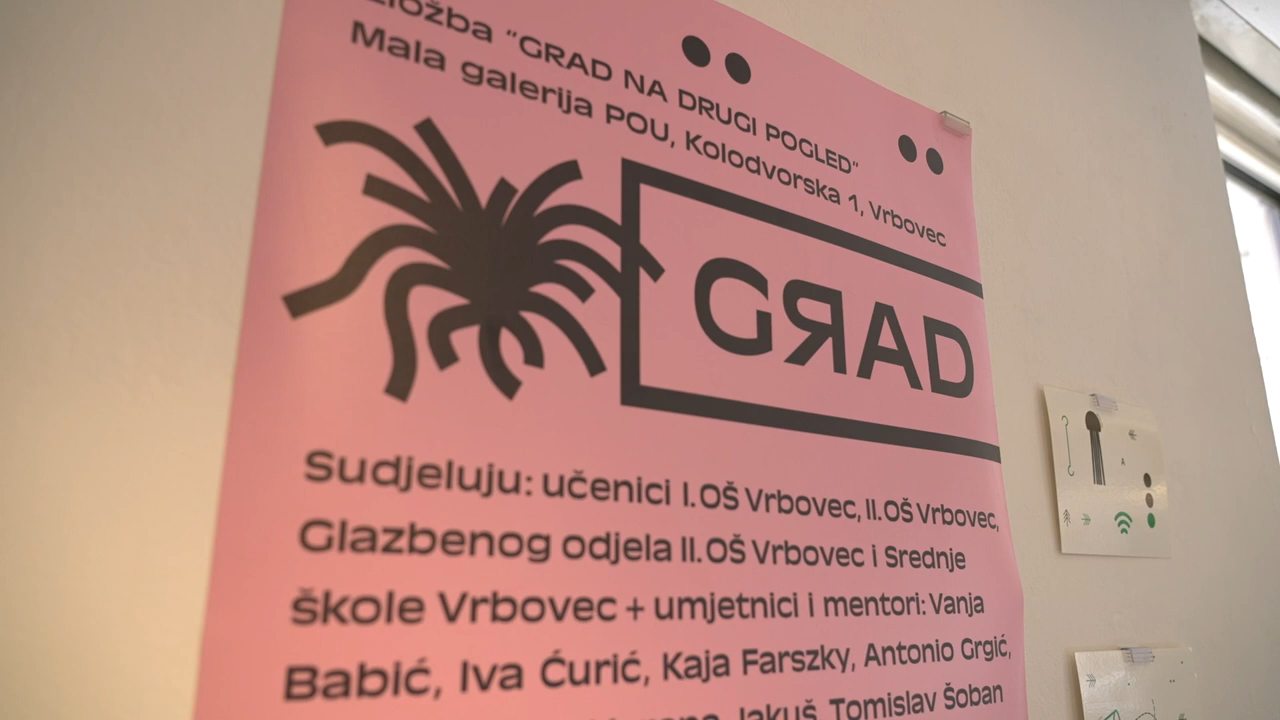 Izložba “GRAD NA DRUGI POGLED”
Mala galerija POU, Kolodvorska 1, Vrbovec
GЯAD
Sudjeluju: učenici I.OŠ Vrbovec, II.OŠ Vrbovec,
Glazbenog odjela II.OŠ Vrbovec i Srednje
škole Vrbovec + umjetnici i mentori: Vanja
Babić, Iva Ćurić, Kaja Farszky, Antonio Grgić,
Jakuš, Tomislav Šoban
A